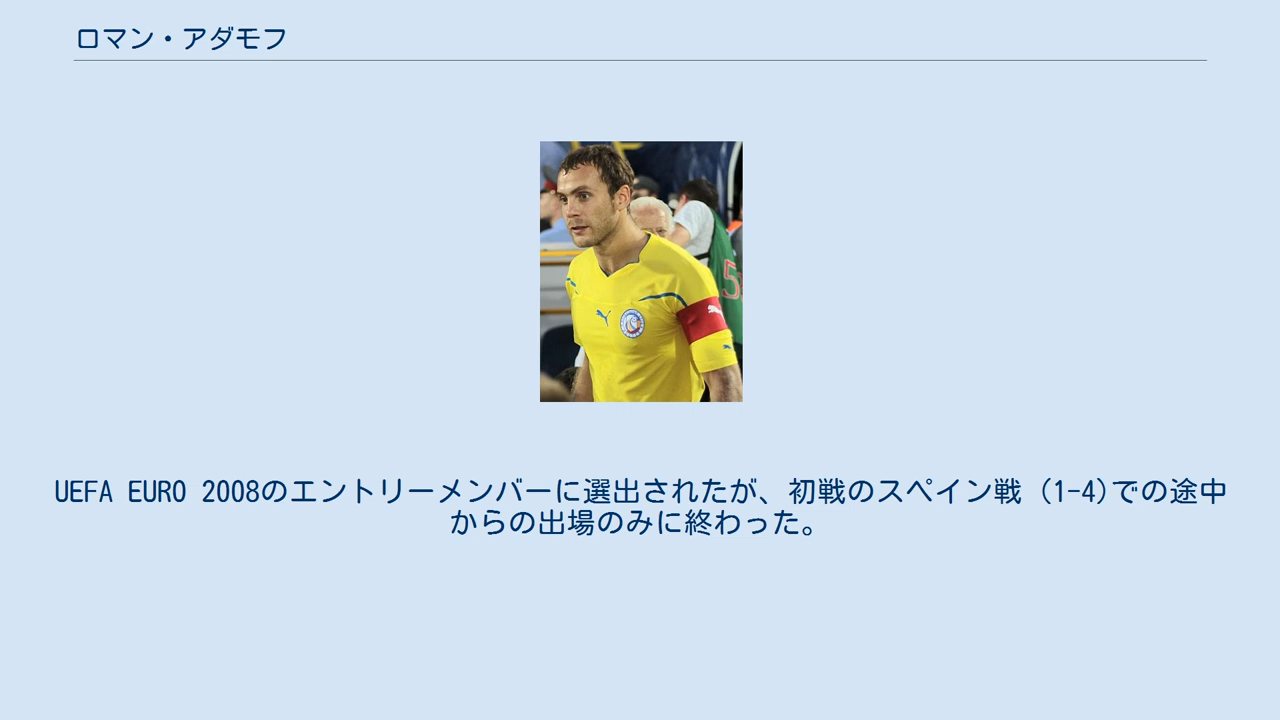 ロマン・アダモフ
5
UEFA EURO 2008のエントリーメンバーに選出されたが、初戦のスペイン戦 (1-4)での途中
からの出場のみに終わった。